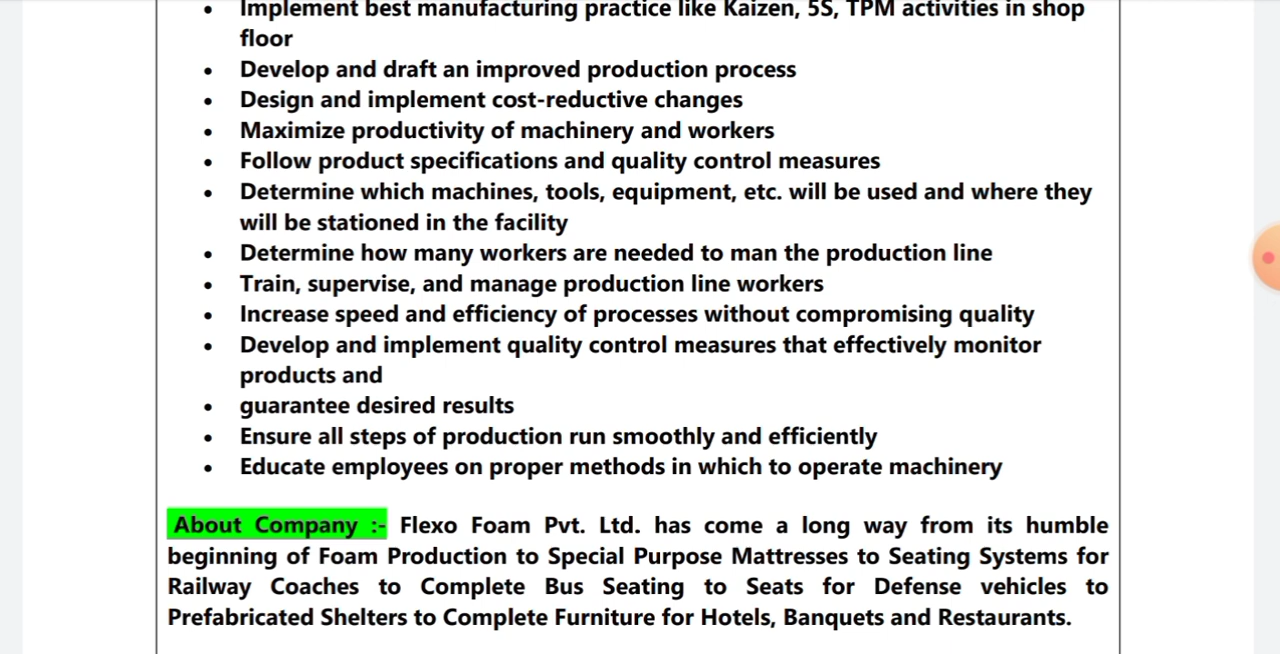 • Implement best manufacturing practice like Kaizen, 5S, TPM activities in shop
floor
• Develop and draft an improved production process
• Design and implement cost-reductive changes
• Maximize productivity of machinery and workers
• Follow product specifications and quality control measures
• Determine which machines, tools, equipment, etc. will be used and where they
will be stationed in the facility
• Determine how many workers are needed to man the production line
• Train, supervise, and manage production line workers
• Increase speed and efficiency of processes without compromising quality
• Develop and implement quality control measures that effectively monitor
products and
• guarantee desired results
• Ensure all steps of production run smoothly and efficiently
• Educate employees on proper methods in which to operate machinery
About Company :- Flexo Foam Pvt. Ltd. has come a long way from its humble
beginning of Foam Production to Special Purpose Mattresses to Seating Systems for
Railway Coaches to Complete Bus Seating to Seats for Defense vehicles to
Prefabricated Shelters to Complete Furniture for Hotels, Banquets and Restaurants.